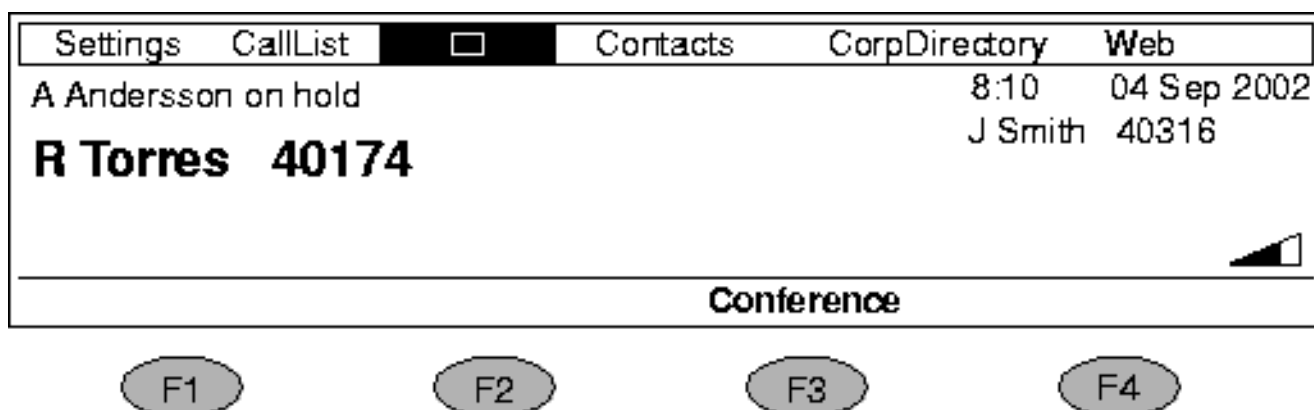 Settings CallList Contacts CorpDirectory Web
A Andersson on hold 8:10 04 Sep 2002
R Torres 40174 J Smith 40316
Conference
F1 F2 F3 F4